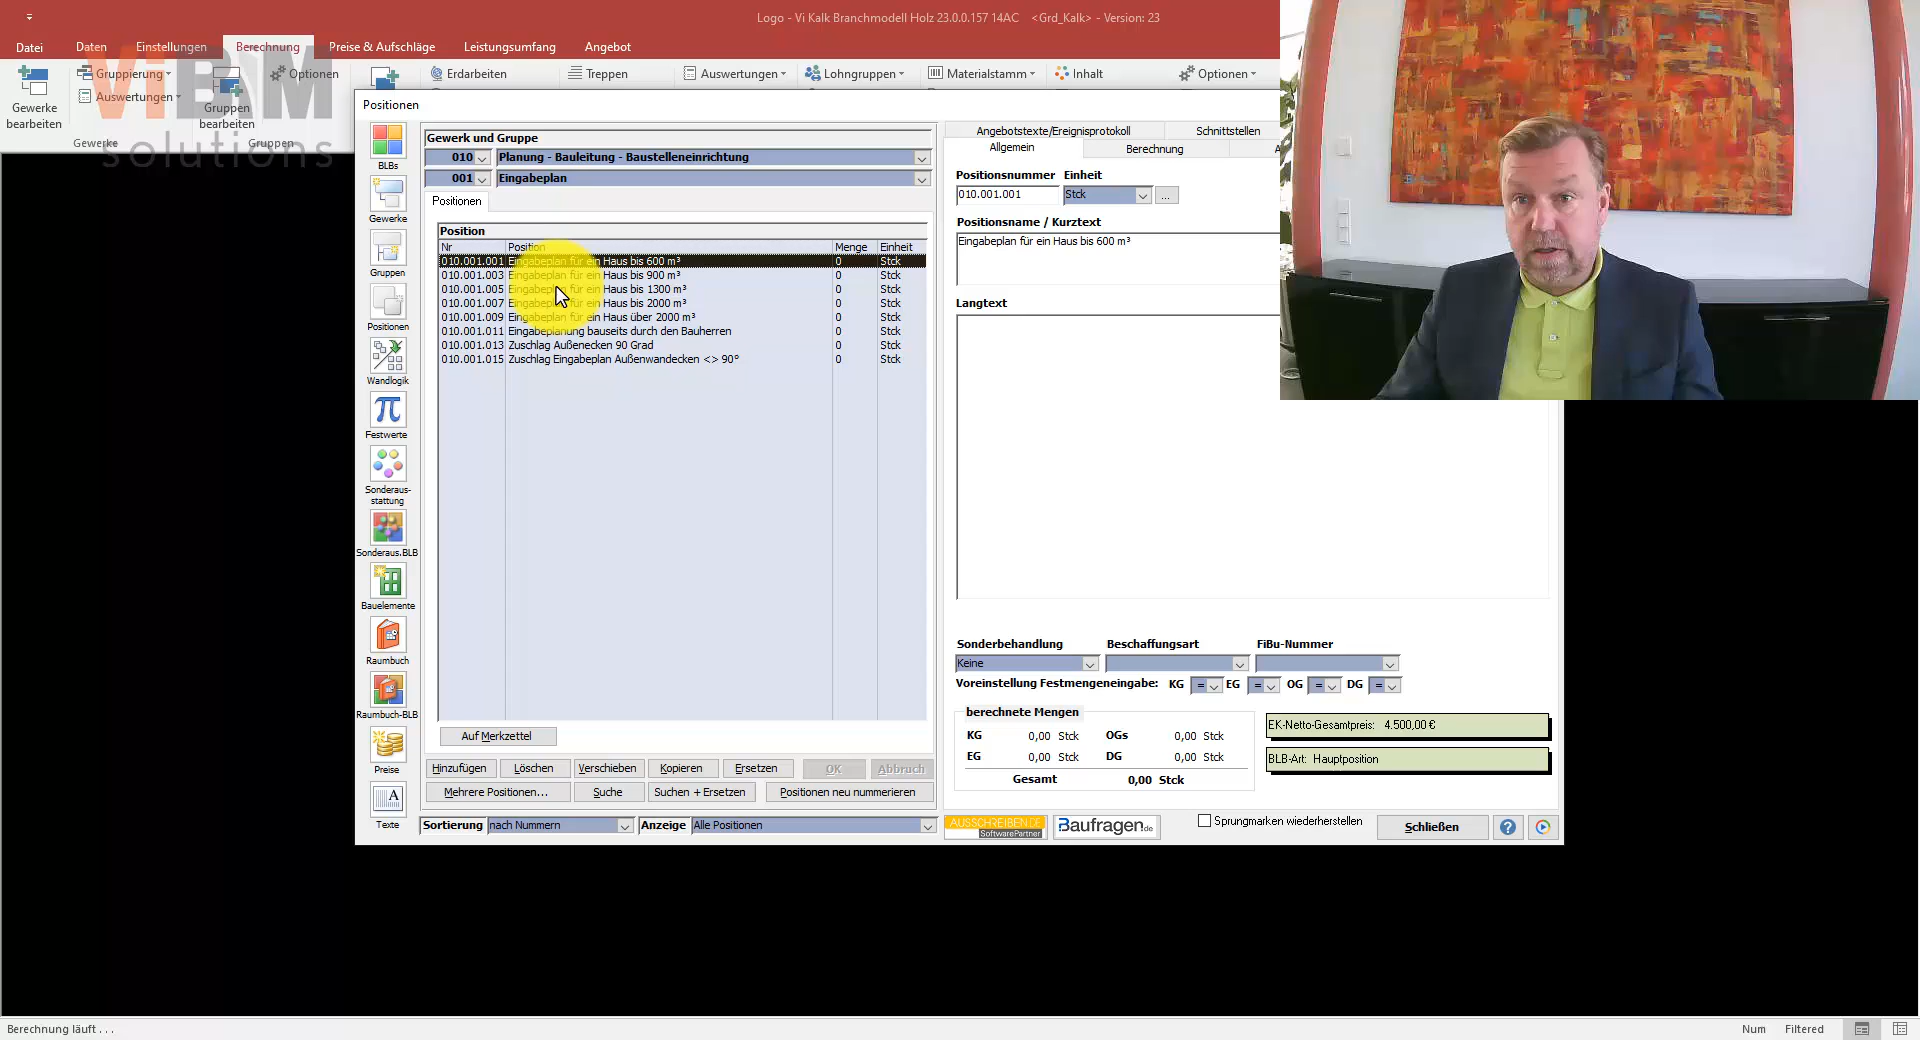 Logo - Vi Kalk Branchmodell Holz 23.0.0.157 14AC <Grd_Kalk> - Version: 23
Datei Daten Einstellungen Berechnung Preise & Aufschläge Leistungsumfang Angebot
Gruppierung Optionen Erdarbeiten Treppen Auswertungen Lohngruppen Materialstamm Inhalt Optionen
Auswertungen
Gewerke bearbeiten
Gruppen bearbeiten
Gewerke Gruppen
ViBIM
solutions
Positionen
BLBs
Gewerke
Gruppen
Positionen
Wandlogik
Festwerte
Sonderaus-
stattung
Sonderaus.BLB
Bauelemente
Raumbuch
Raumbuch-BLB
Preise
Texte
Gewerk und Gruppe
010 Planung - Bauleitung - Baustelleneinrichtung
001 Eingabeplan
Positionen
Position
Nr Position Menge Einheit
010.001.001 Eingabeplan für ein Haus bis 600 m³ 0 Stck
010.001.003 Eingabeplan für ein Haus bis 900 m³ 0 Stck
010.001.005 Eingabeplan für ein Haus bis 1300 m³ 0 Stck
010.001.007 Eingabeplan für ein Haus bis 2000 m³ 0 Stck
010.001.009 Eingabeplan für ein Haus über 2000 m³ 0 Stck
010.001.011 Eingabeplanung bauseits durch den Bauherren 0 Stck
010.001.013 Zuschlag Außenecken 90 Grad 0 Stck
010.001.015 Zuschlag Eingabeplan Außenwandecken <> 90° 0 Stck
Auf Merkzettel
Hinzufügen Löschen Verschieben Kopieren Ersetzen OK Abbruch
Mehrere Positionen... Suche Suchen + Ersetzen Positionen neu nummerieren
Sortierung nach Nummern Anzeige Alle Positionen
Angebotstexte/Ereignisprotokoll Schnittstellen
Allgemein Berechnung A
Positionsnummer Einheit
010.001.001 Stck ...
Positionsname / Kurztext
Eingabeplan für ein Haus bis 600 m³
Langtext
Sonderbehandlung Beschaffungsart FiBu-Nummer
Keine
Voreinstellung Festmengeneingabe: KG = EG = OG = DG =
berechnete Mengen
KG 0,00 Stck OGs 0,00 Stck
EG 0,00 Stck DG 0,00 Stck
Gesamt 0,00 Stck
EK-Netto-Gesamtpreis: 4.500,00 €
BLB-Art: Hauptposition
AUSSCHREIBEN.DE
SoftwarePartner
Baufragen.de
Sprungmarken wiederherstellen
Schließen
?
Berechnung läuft . . .
Num Filtered